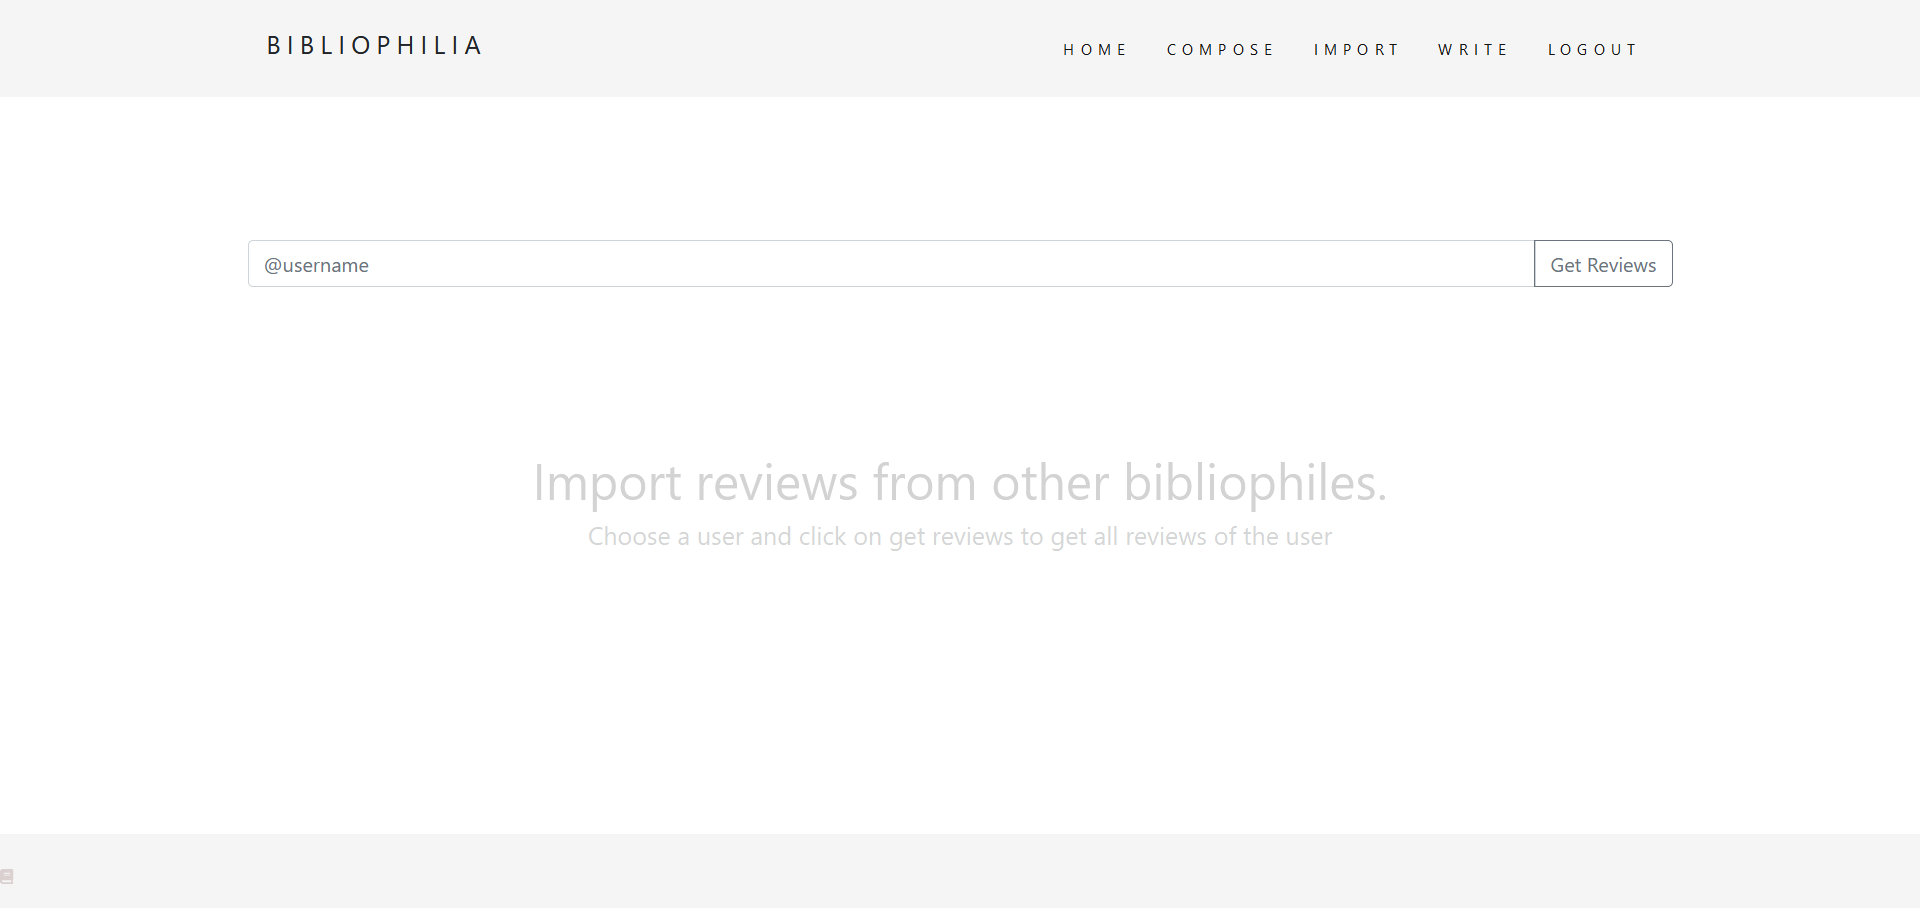 BIBLIOPHILIA
HOME COMPOSE IMPORT WRITE LOGOUT
@username Get Reviews
Import reviews from other bibliophiles.
Choose a user and click on get reviews to get all reviews of the user